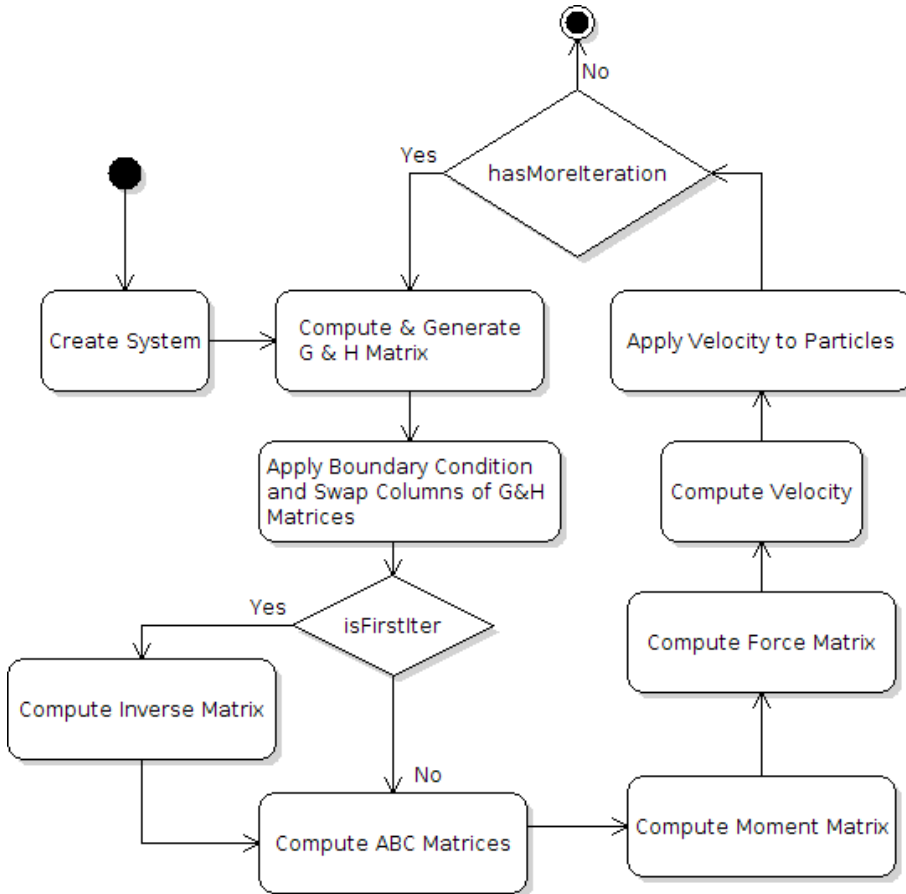 No
Yes
hasMoreIteration
Create System
Compute & Generate
G & H Matrix
Apply Velocity to Particles
Apply Boundary Condition
and Swap Columns of G&H
Matrices
Compute Velocity
Yes
isFirstIter
Compute Force Matrix
Compute Inverse Matrix
No
Compute ABC Matrices
Compute Moment Matrix